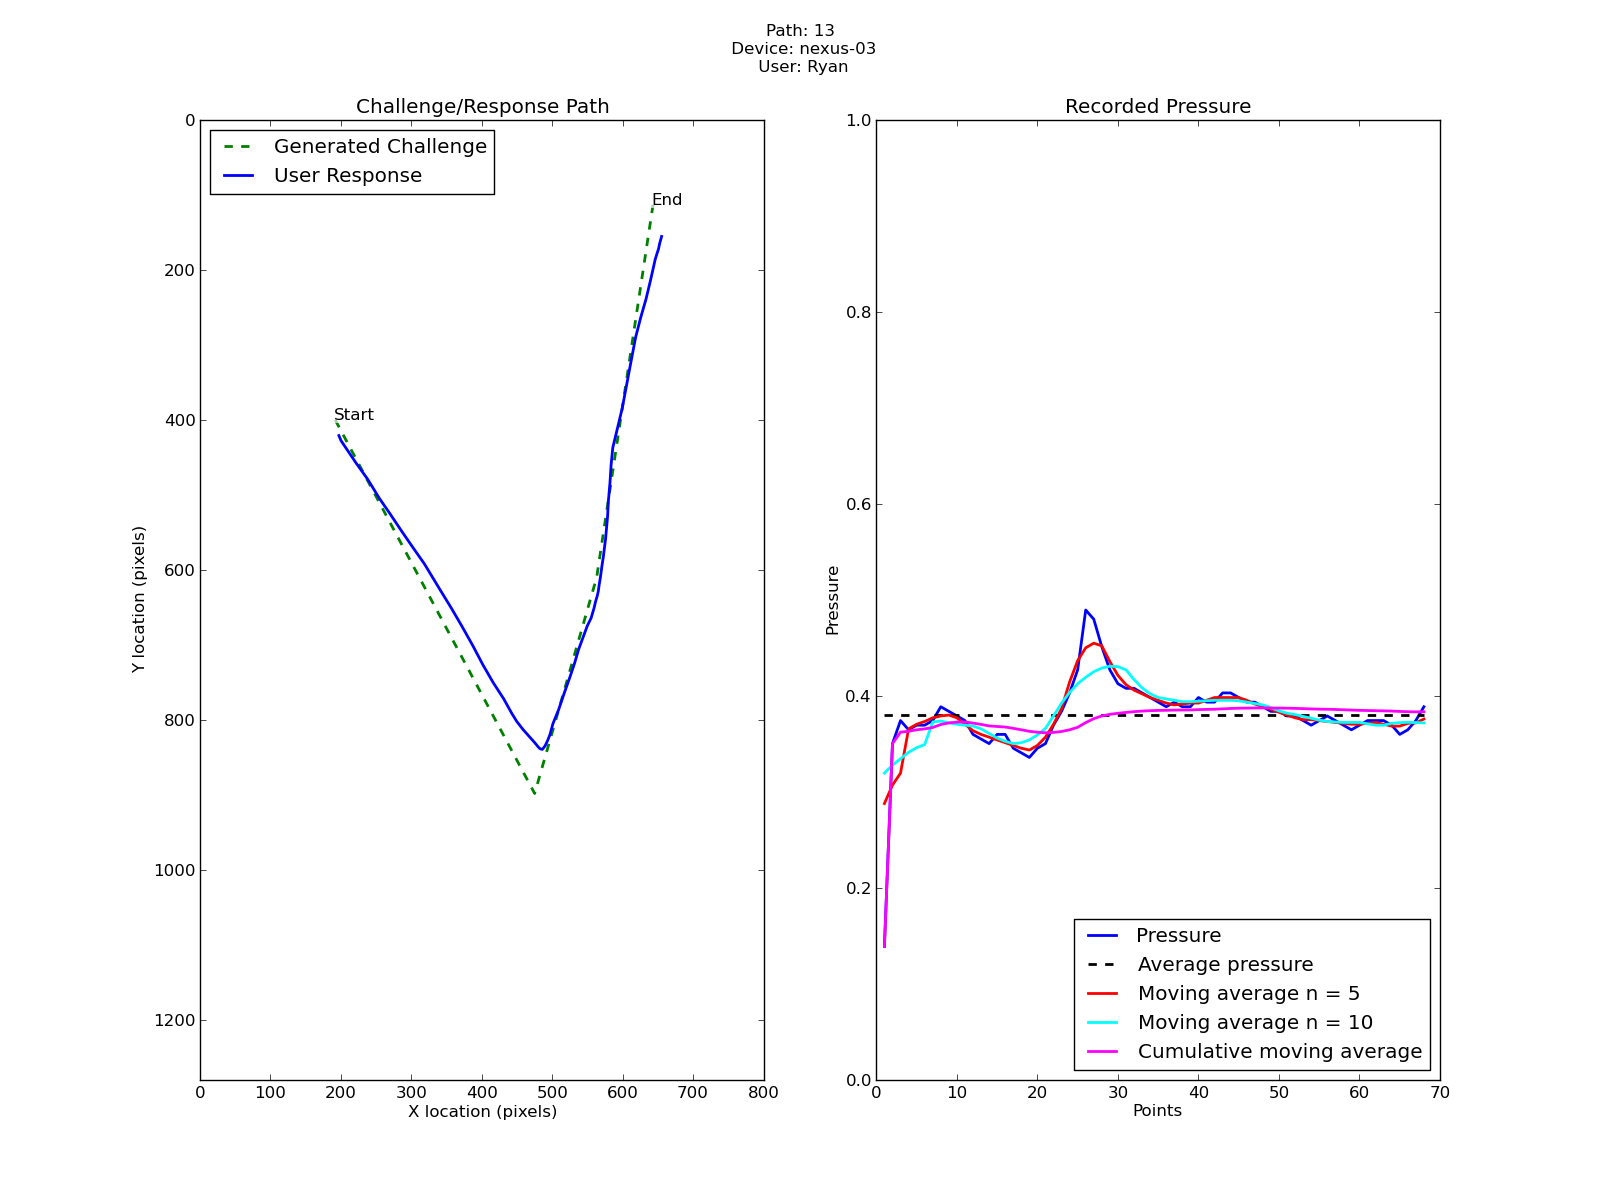 Path: 13
Device: nexus-03
User: Ryan
Challenge/Response Path
Generated Challenge
User Response
Start
End
0
200
400
600
800
1000
1200
Y location (pixels)
0 100 200 300 400 500 600 700 800
X location (pixels)
Recorded Pressure
1.0
0.8
0.6
0.4
0.2
0.0
Pressure
Pressure
Average pressure
Moving average n = 5
Moving average n = 10
Cumulative moving average
0 10 20 30 40 50 60 70
Points